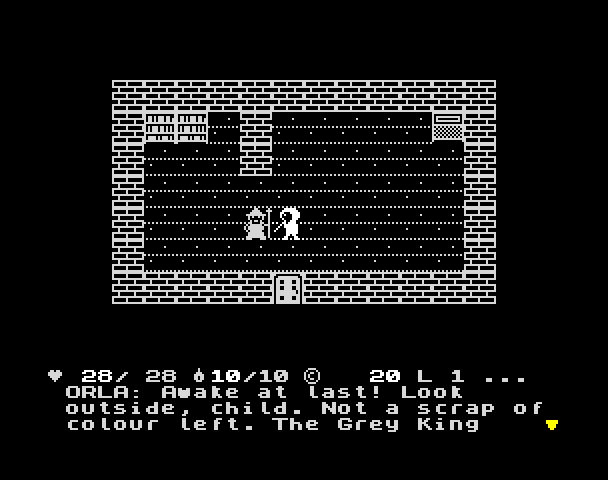 ♥ 28/ 28 10/10 © 20 L 1 ...
ORLA: Awake at last! Look
outside, child. Not a scrap of
colour left. The Grey King